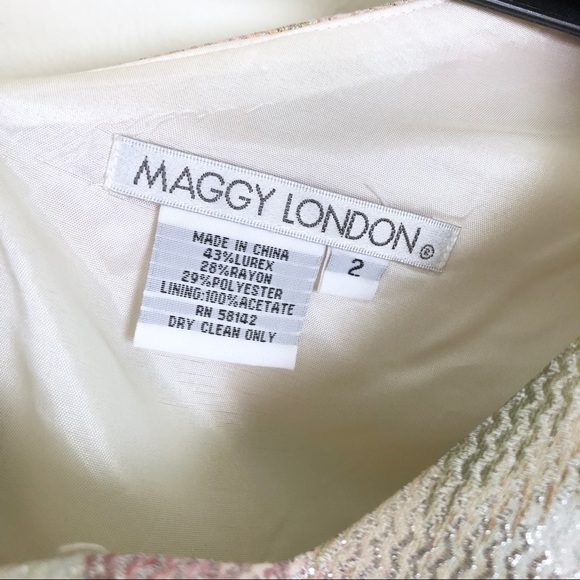 MAGGY LONDON®
2
MADE IN CHINA
43%LUREX
28%RAYON
29%POLYESTER
LINING:100%ACETATE
RN 58142
DRY CLEAN ONLY